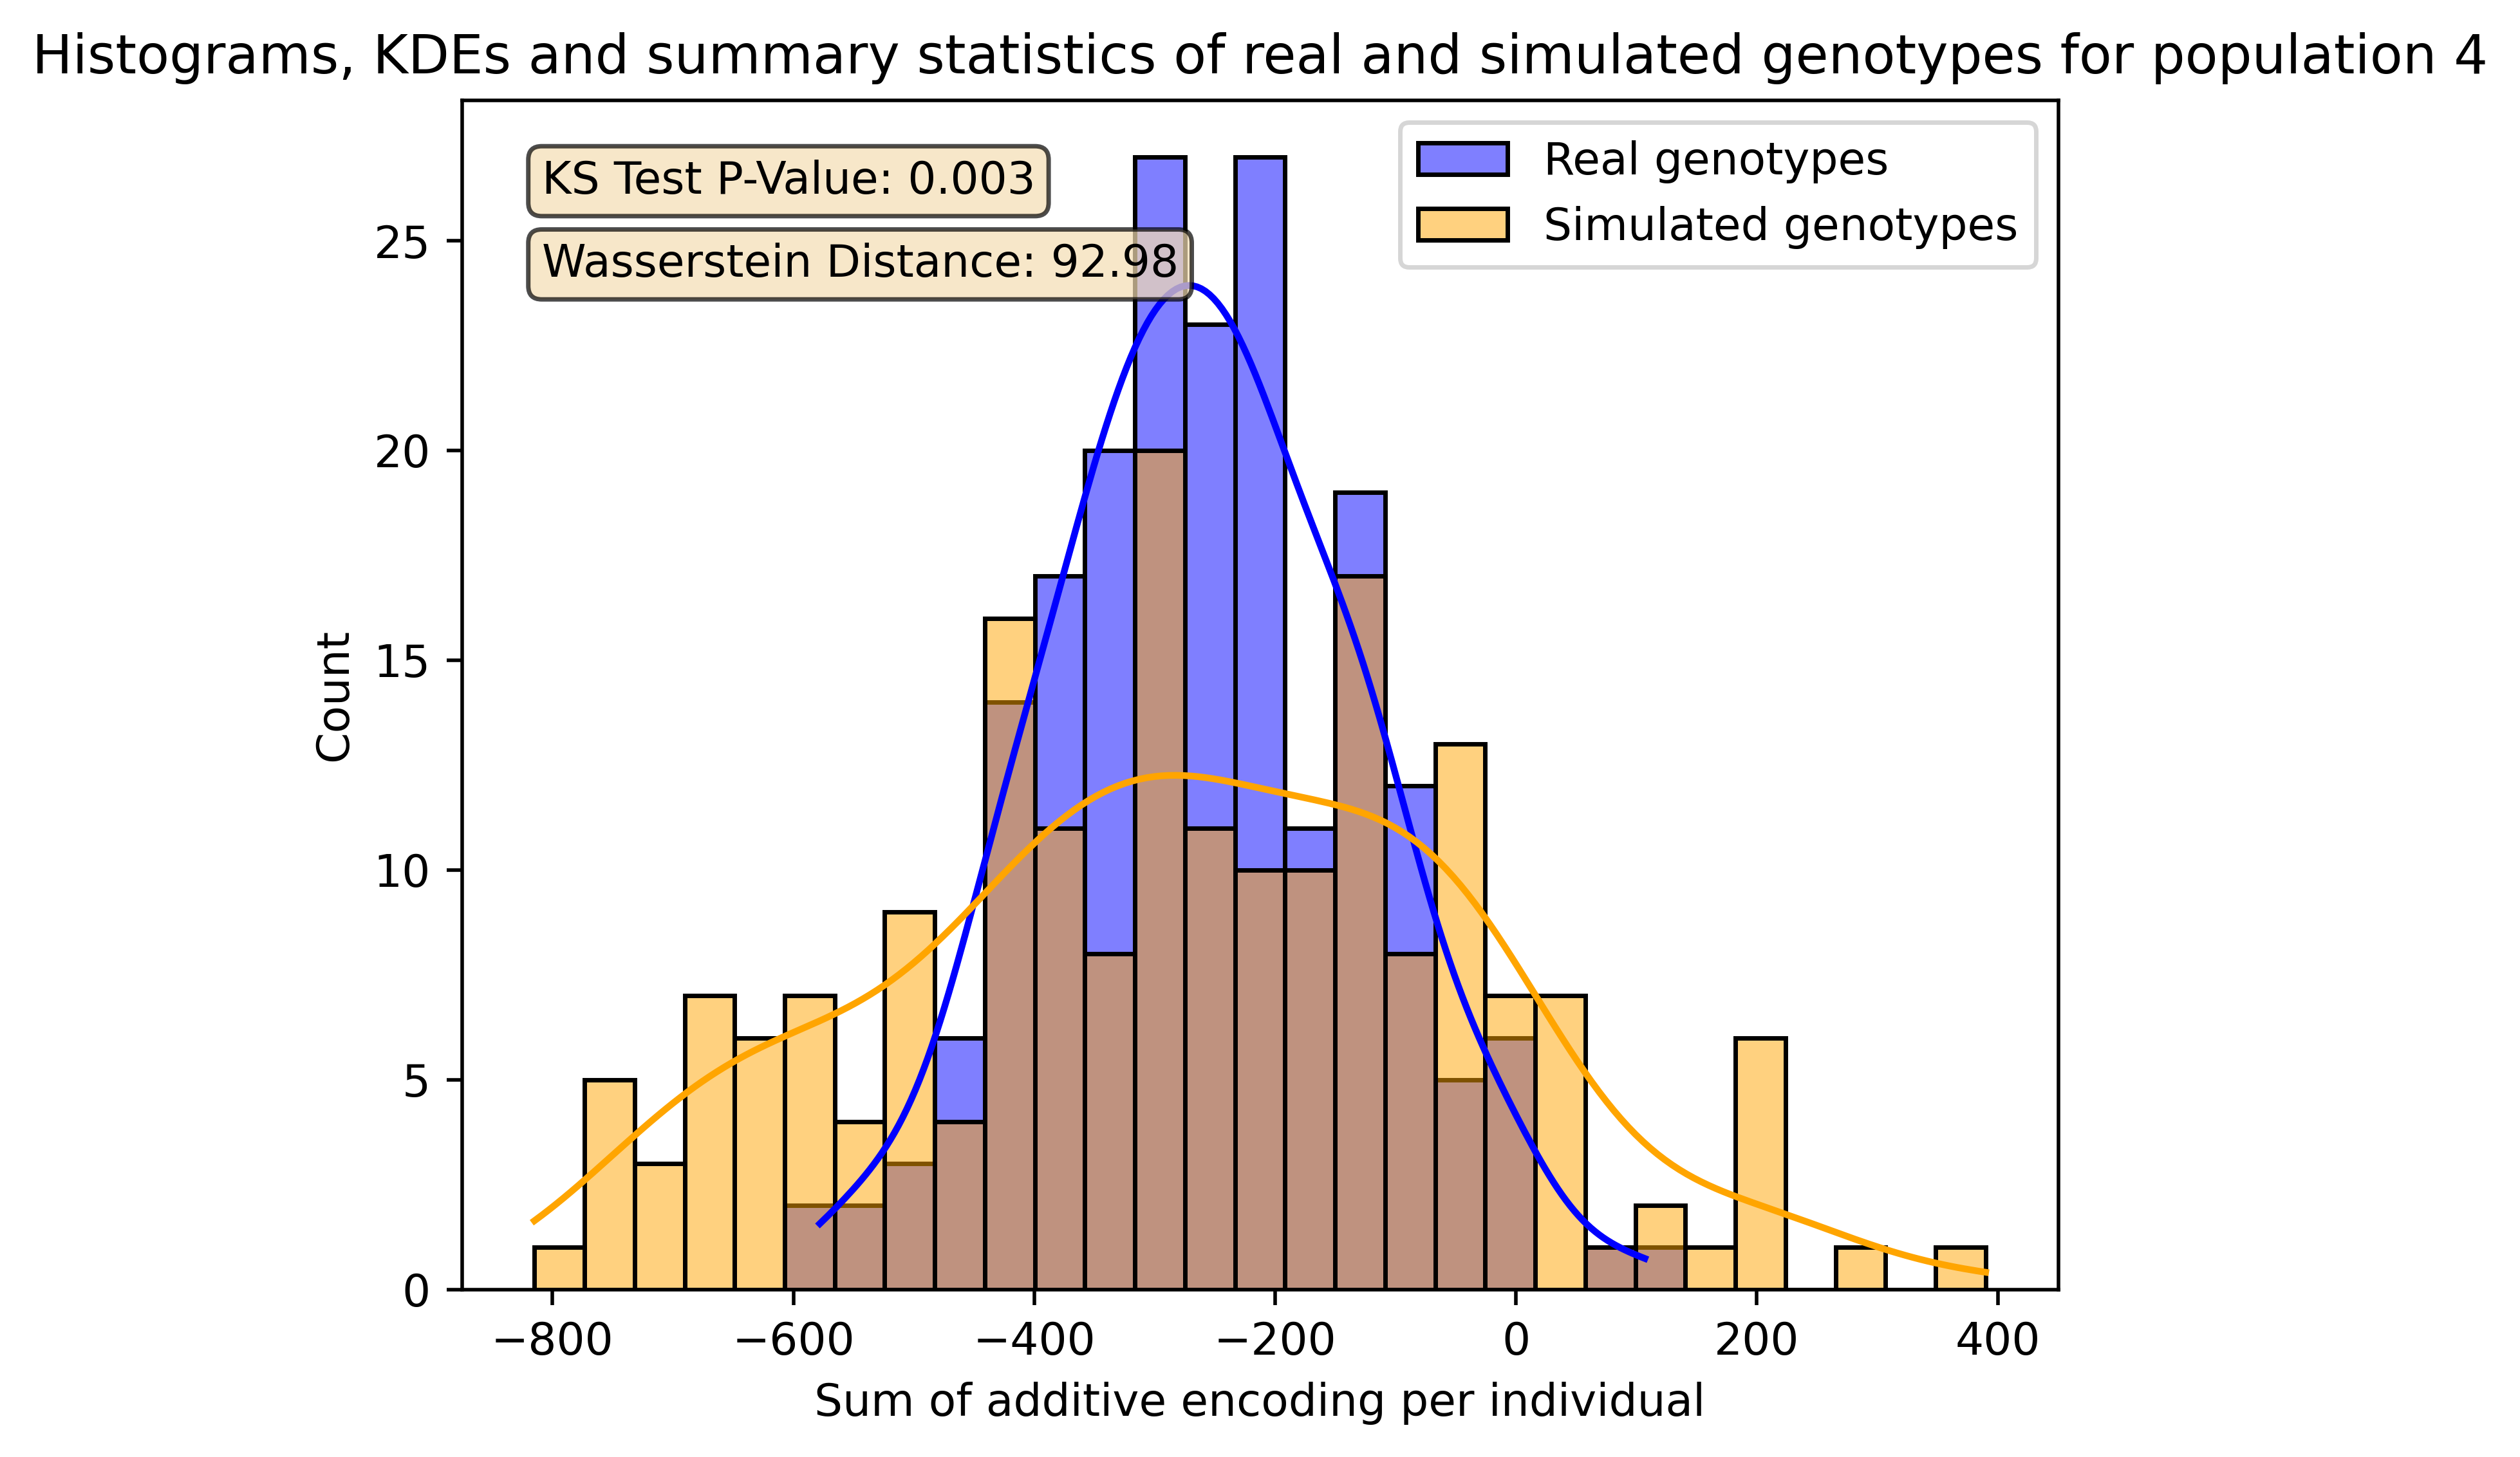 Histograms, KDEs and summary statistics of real and simulated genotypes for population 4
KS Test P-Value: 0.003
Wasserstein Distance: 92.98
Real genotypes
Simulated genotypes
25
20
15
10
5
0
Count
−800 −600 −400 −200 0 200 400
Sum of additive encoding per individual